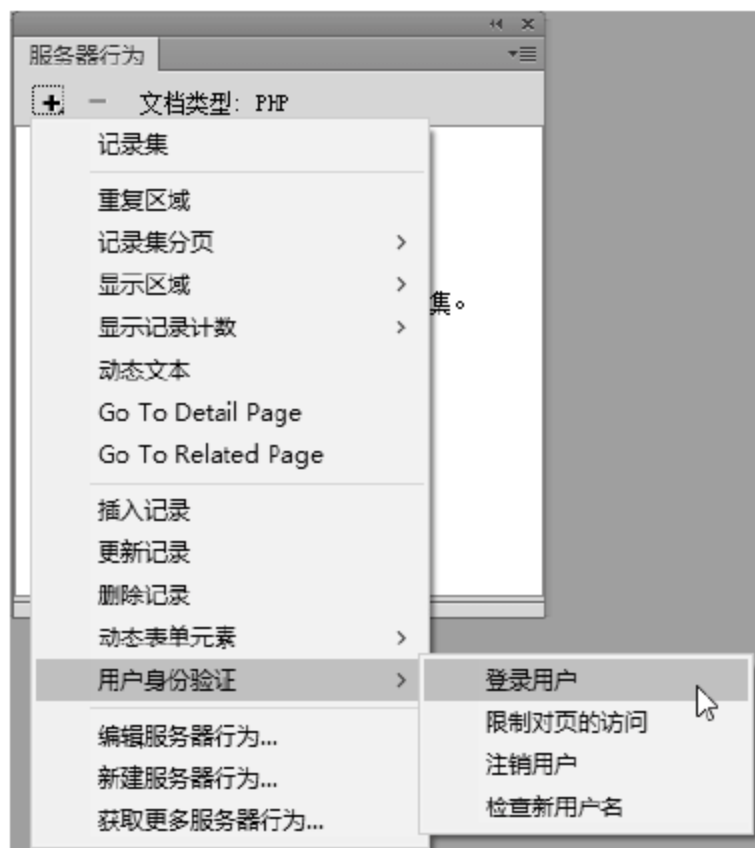 服务器行为
文档类型: PHP
记录集
重复区域
记录集分页
显示区域
集。
显示记录计数
动态文本
Go To Detail Page
Go To Related Page
插入记录
更新记录
删除记录
动态表单元素
用户身份验证
登录用户
限制对页的访问
编辑服务器行为...
注销用户
新建服务器行为...
检查新用户名
获取更多服务器行为...